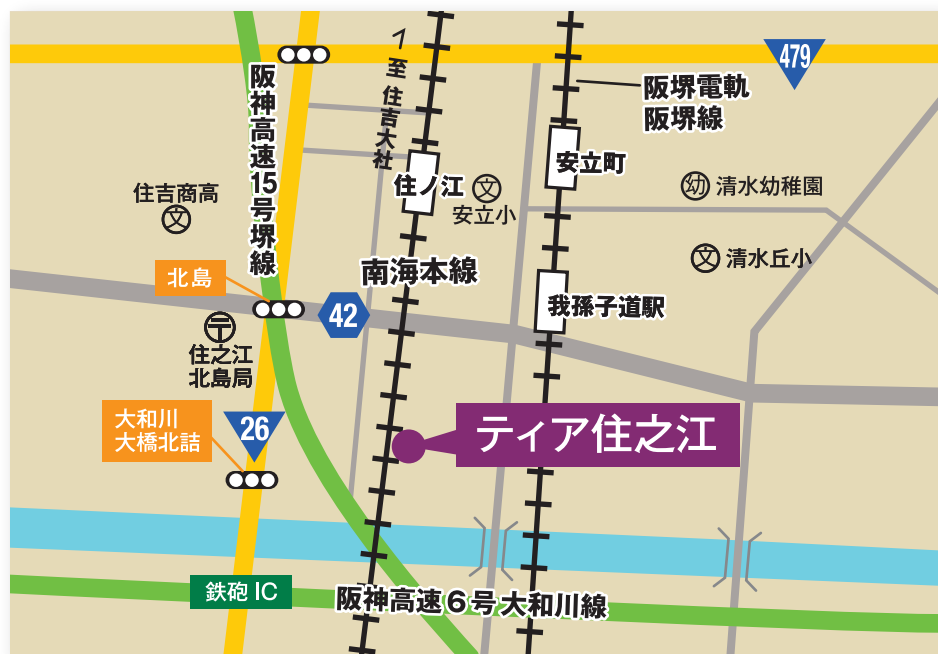 479
阪神高速15号堺線
至 住吉大社
阪堺電軌
阪堺線
住ノ江
安立町
文
安立小
幼 清水幼稚園
住吉商高
文
文 清水丘小
北島
南海本線
42
我孫子道駅
〒
住之江
北島局
大和川
大橋北詰
26
ティア住之江
鉄砲 IC
阪神高速6号大和川線